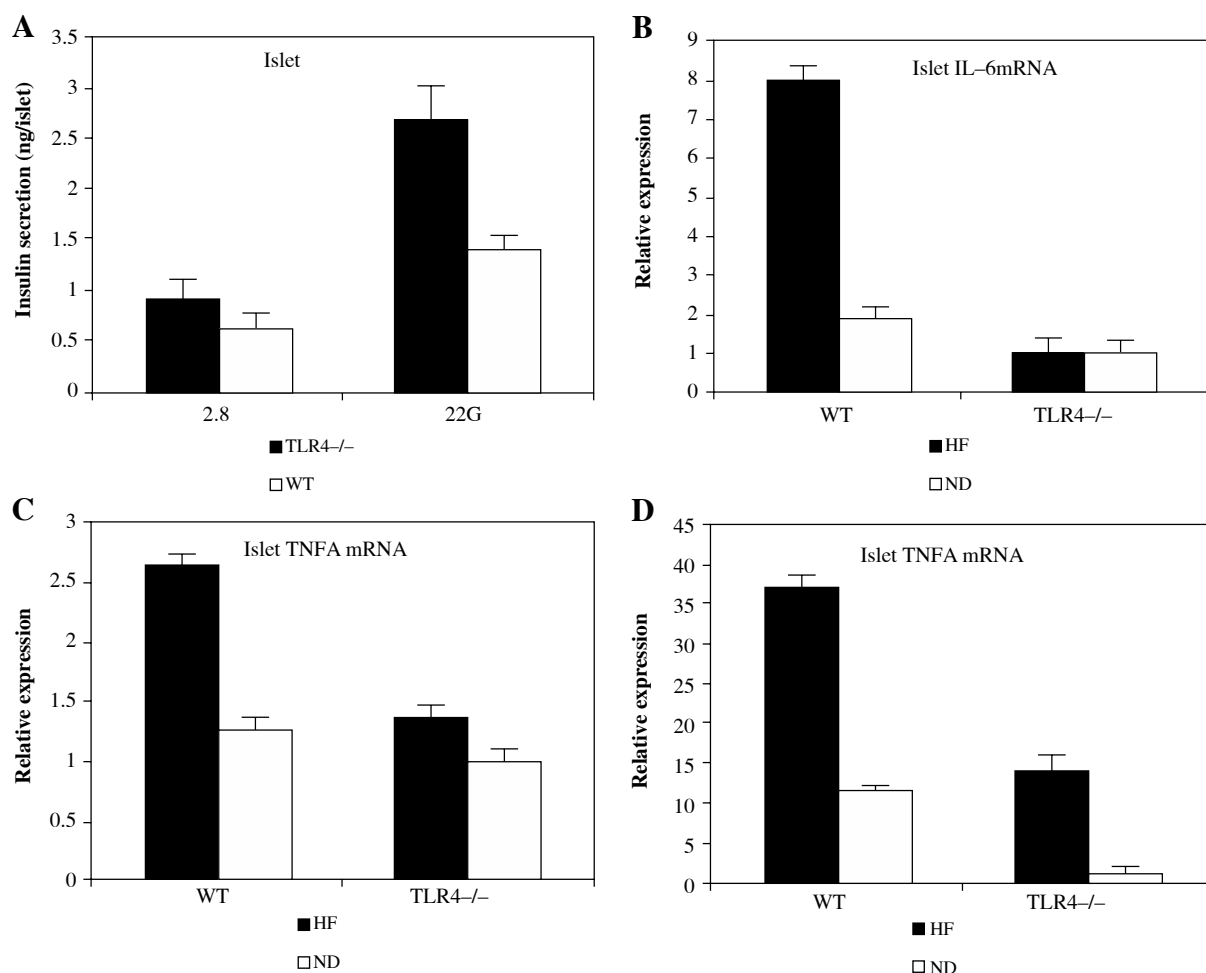 A
Islet
Insulin secretion (ng/islet)
3.5
3
2.5
2
1.5
1
0.5
0
2.8
22G
TLR4–/–
WT
B
Islet IL–6mRNA
Relative expression
9
8
7
6
5
4
3
2
1
0
WT
TLR4–/–
HF
ND
C
Islet TNFA mRNA
Relative expression
3
2.5
2
1.5
1
0.5
0
WT
TLR4–/–
HF
ND
D
Islet TNFA mRNA
Relative expression
45
40
35
30
25
20
15
10
5
0
WT
TLR4–/–
HF
ND